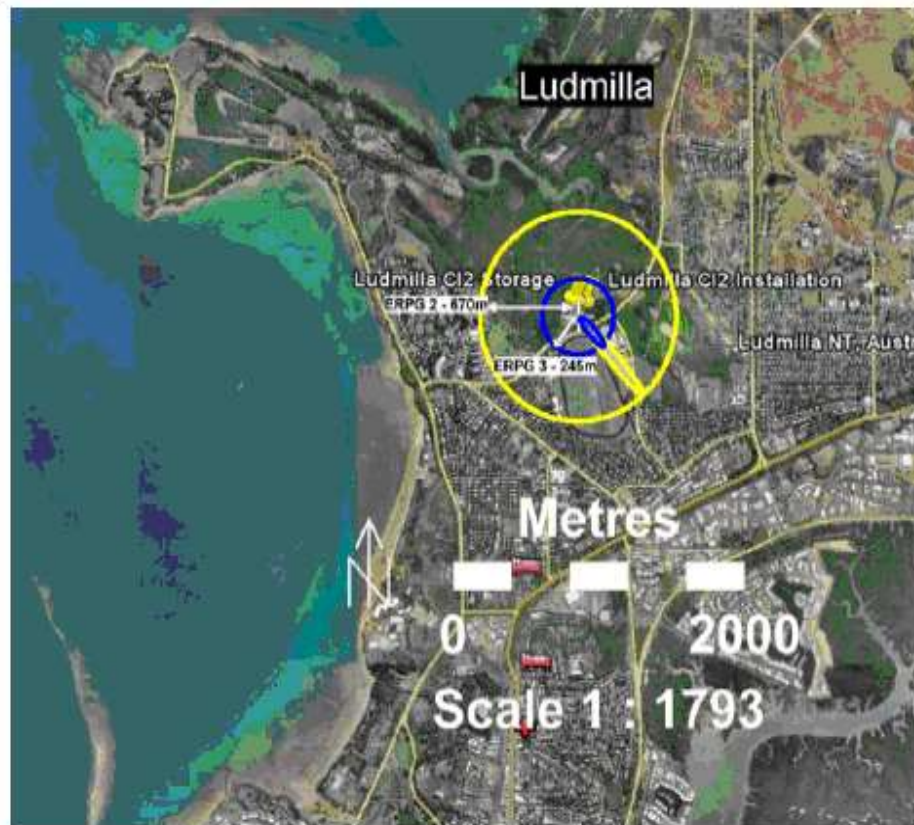 Ludmilla
Ludmilla Cl2 Storage
Ludmilla Cl2 Installation
ERPG 2 - 670m
Ludmilla NT, Austr
ERPG 3 - 245m
N
Metres
0 2000
Scale 1 : 1793